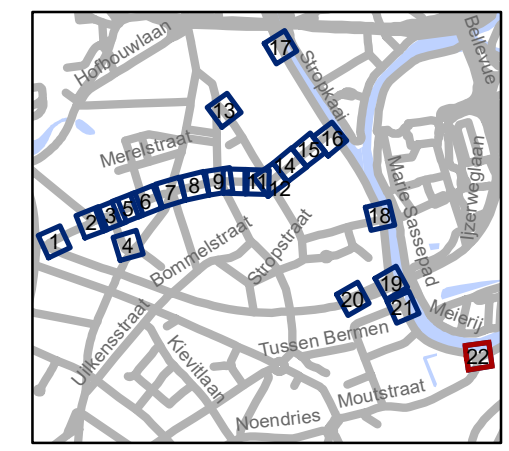 Hofbouwlaan
Bellevue
17
Stropkaai
13
Merelstraat
16
15
14
Ijzerweglaan
11
12
9
8
7
6
5
3
2
Marie Sassepad
18
1
4
Bommelstraat
Stropstraat
19
20
21
Meierij
Uilkensstraat
Tussen Bermen
22
Kievitlaan
Moutstraat
Noendries